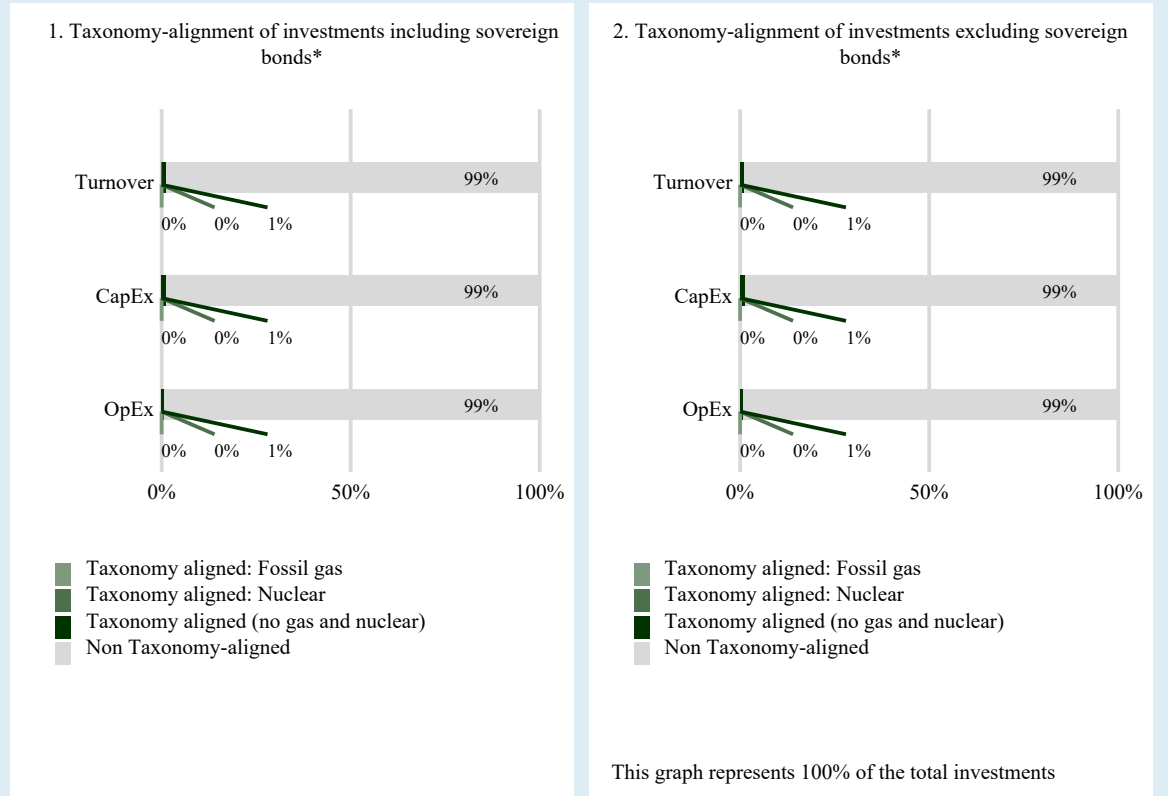 1. Taxonomy-alignment of investments including sovereign
bonds*
Turnover
99%
0% 0% 1%
CapEx
99%
0% 0% 1%
OpEx
99%
0% 0% 1%
0% 50% 100%
Taxonomy aligned: Fossil gas
Taxonomy aligned: Nuclear
Taxonomy aligned (no gas and nuclear)
Non Taxonomy-aligned
2. Taxonomy-alignment of investments excluding sovereign
bonds*
Turnover
99%
0% 0% 1%
CapEx
99%
0% 0% 1%
OpEx
99%
0% 0% 1%
0% 50% 100%
Taxonomy aligned: Fossil gas
Taxonomy aligned: Nuclear
Taxonomy aligned (no gas and nuclear)
Non Taxonomy-aligned
This graph represents 100% of the total investments